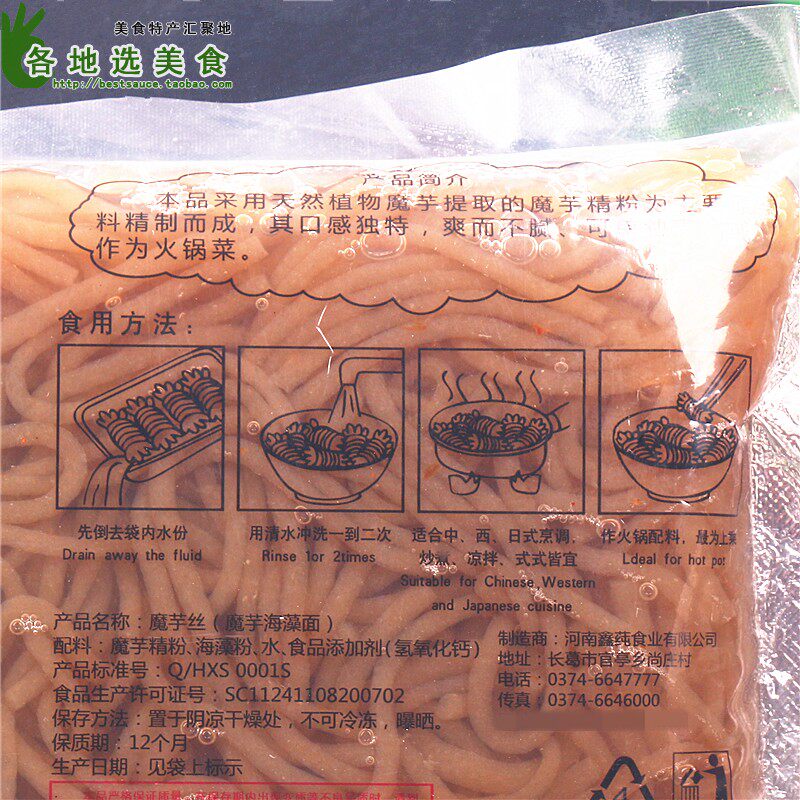 美食特产汇聚地
各地选美食
http://bestsauce.taobao.com
产品简介
本品采用天然植物魔芋提取的魔芋精粉为主要
料精制而成，其口感独特，爽而不腻、可
作为火锅菜。
食用方法：
先倒去袋内水份
Drain away the fluid
用清水冲洗一到二次
Rinse 1or 2times
适合中、西、日式烹调、
炒煮、凉拌、式式皆宜
Suitable for Chinese,Western
and Japanese cuisine
作火锅配料，最为上
Ldeal for hot pot
产品名称：魔芋丝（魔芋海藻面）
配料：魔芋精粉、海藻粉、水、食品添加剂(氢氧化钙)
产品标准号：Q/HXS 0001S
食品生产许可证号：SC11241108200702
保存方法：置于阴凉干燥处，不可冷冻，曝晒。
保质期：12个月
生产日期：见袋上标示
制造商：河南鑫莼食业有限公司
地址：长葛市官亭乡尚庄村
电话：0374-6647777
传真：0374-6646000